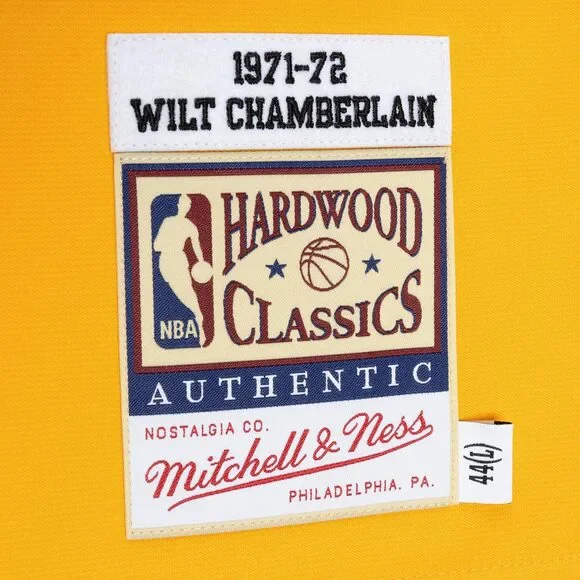 1971-72
WILT CHAMBERLAIN
HARDWOOD
CLASSICS
NBA
AUTHENTIC
NOSTALGIA CO.
Mitchell & Ness
PHILADELPHIA. PA.
44(L)